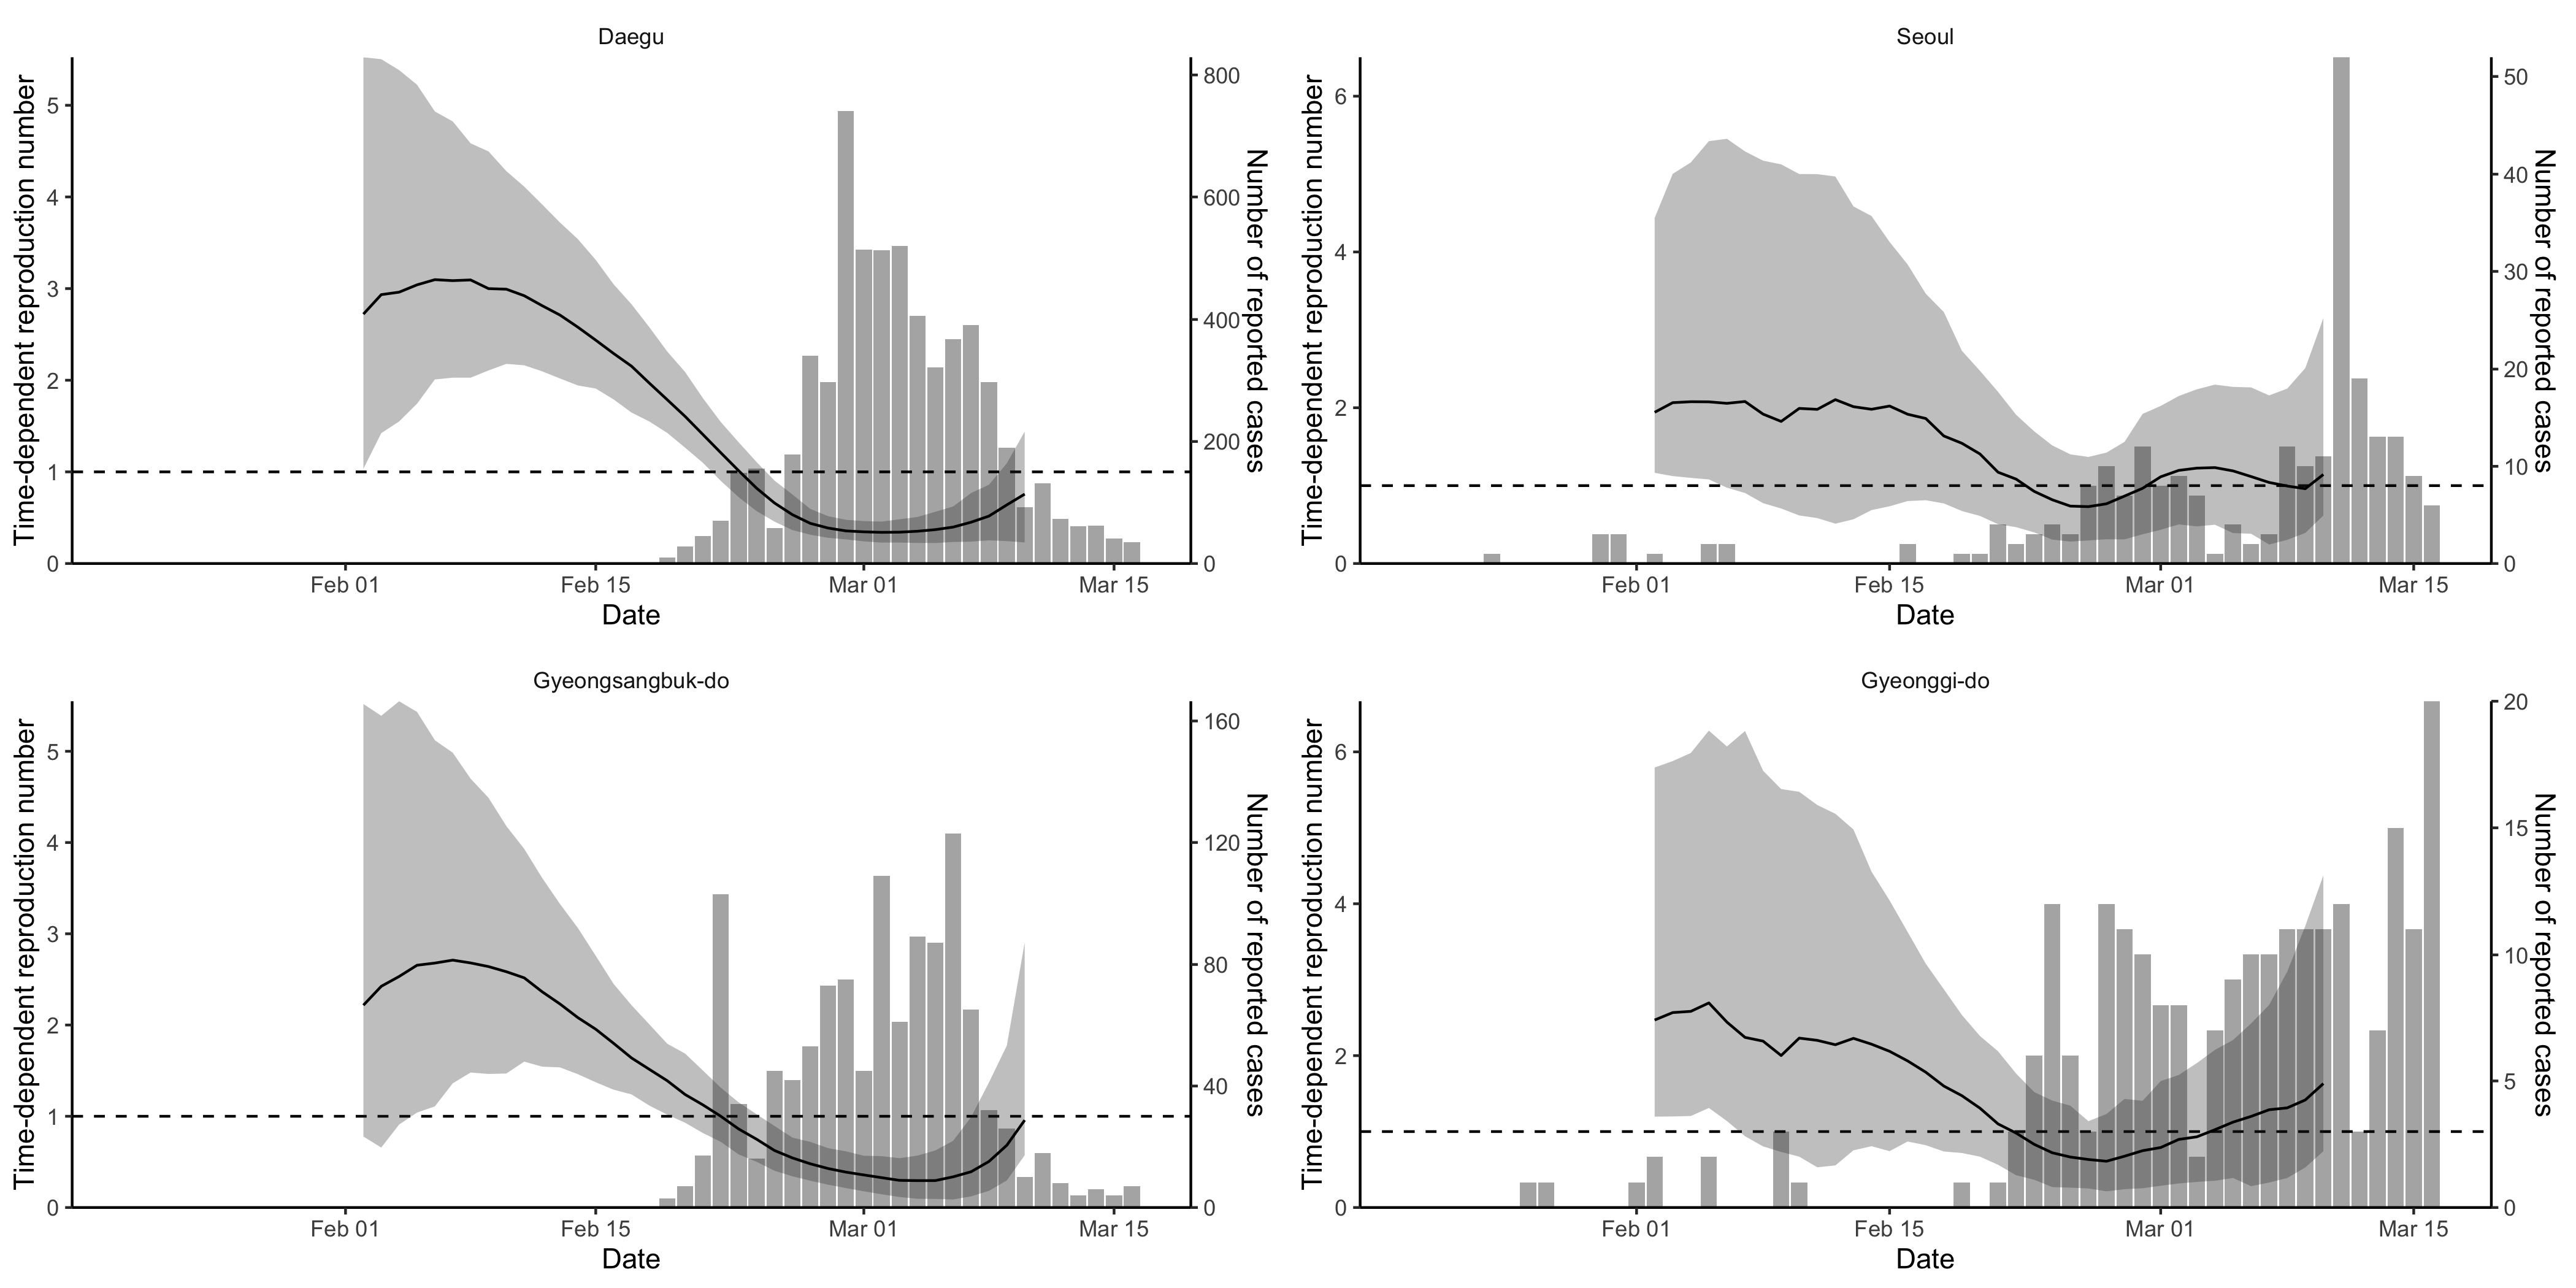 Daegu
Time-dependent reproduction number
5
4
3
2
1
0
800
600
400
200
0
Number of reported cases
Feb 01 Feb 15 Mar 01 Mar 15
Date
Seoul
Time-dependent reproduction number
6
4
2
0
50
40
30
20
10
0
Number of reported cases
Feb 01 Feb 15 Mar 01 Mar 15
Date
Gyeongsangbuk-do
Time-dependent reproduction number
5
4
3
2
1
0
160
120
80
40
0
Number of reported cases
Feb 01 Feb 15 Mar 01 Mar 15
Date
Gyeonggi-do
Time-dependent reproduction number
6
4
2
0
20
15
10
5
0
Number of reported cases
Feb 01 Feb 15 Mar 01 Mar 15
Date